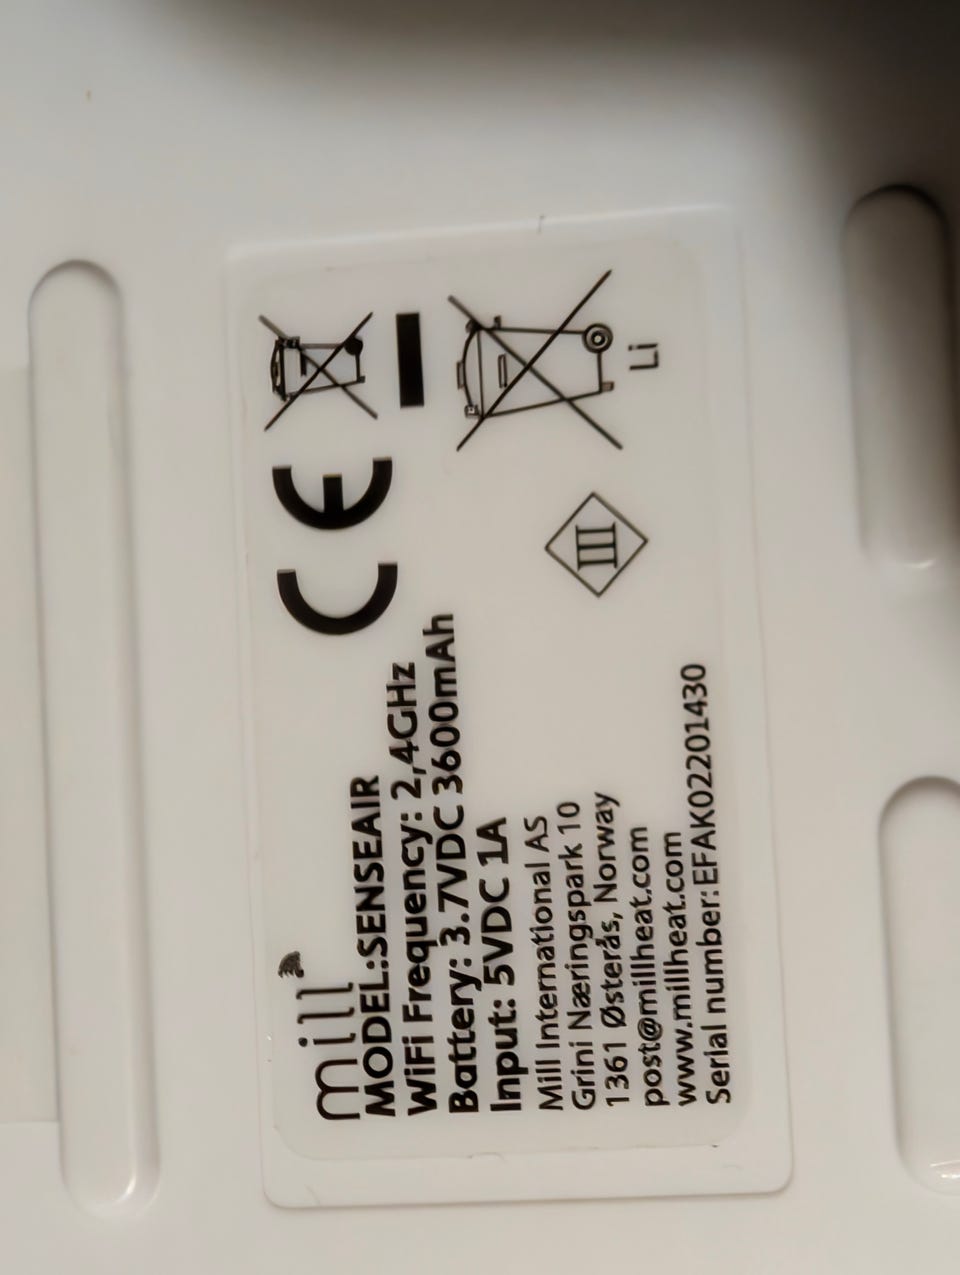 mill
MODEL:SENSEAIR
WiFi Frequency: 2,4GHz
Battery: 3.7VDC 3600mAh
Input: 5VDC 1A
Mill International AS
Grini Næringspark 10
1361 Østerås, Norway
post@millheat.com
www.millheat.com
Serial number:EFAK02201430
CE
III
Li